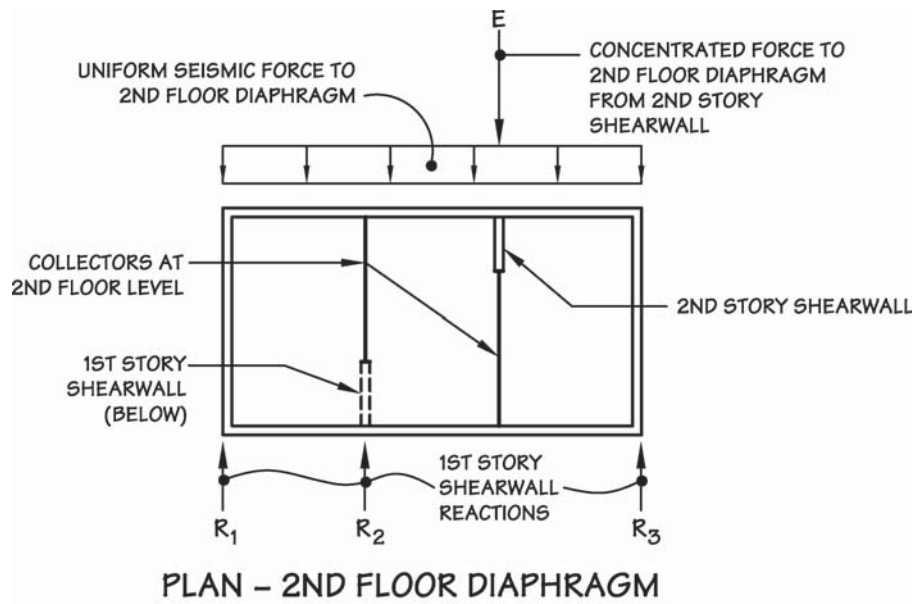 E
UNIFORM SEISMIC FORCE TO
2ND FLOOR DIAPHRAGM
CONCENTRATED FORCE TO
2ND FLOOR DIAPHRAGM
FROM 2ND STORY
SHEARWALL
COLLECTORS AT
2ND FLOOR LEVEL
2ND STORY SHEARWALL
1ST STORY
SHEARWALL
(BELOW)
1ST STORY
SHEARWALL
REACTIONS
R1
R2
R3
PLAN – 2ND FLOOR DIAPHRAGM